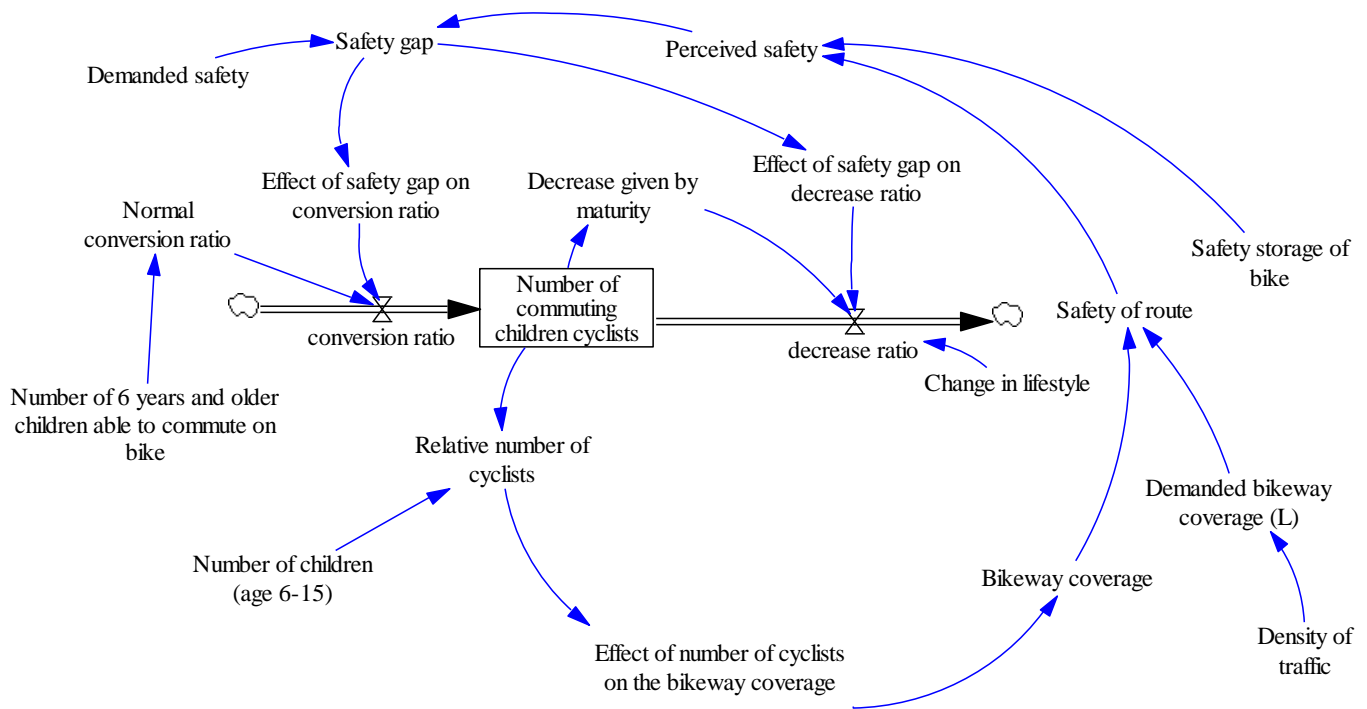 Safety gap
Perceived safety
Demanded safety
Effect of safety gap on
conversion ratio
Decrease given by
maturity
Effect of safety gap on
decrease ratio
Normal
conversion ratio
Safety storage of
bike
Number of
commuting
children cyclists
conversion ratio
decrease ratio
Safety of route
Change in lifestyle
Number of 6 years and older
children able to commute on
bike
Relative number of
cyclists
Demanded bikeway
coverage (L)
Number of children
(age 6-15)
Bikeway coverage
Density of
traffic
Effect of number of cyclists
on the bikeway coverage